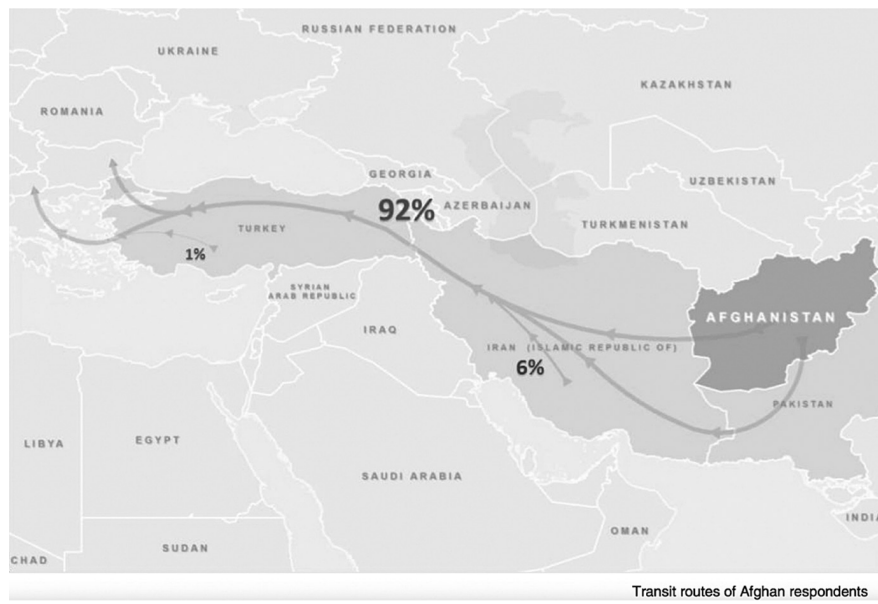 RUSSIAN FEDERATION
UKRAINE
KAZAKHSTAN
ROMANIA
GEORGIA
UZBEKISTAN
92%
AZERBAIJAN
TURKEY
TURKMENISTAN
1%
SYRIAN
ARAB REPUBLIC
AFGHANISTAN
IRAQ
IRAN (ISLAMIC REPUBLIC OF)
6%
PAKISTAN
LIBYA
EGYPT
SAUDI ARABIA
INDIA
OMAN
SUDAN
CHAD
Transit routes of Afghan respondents